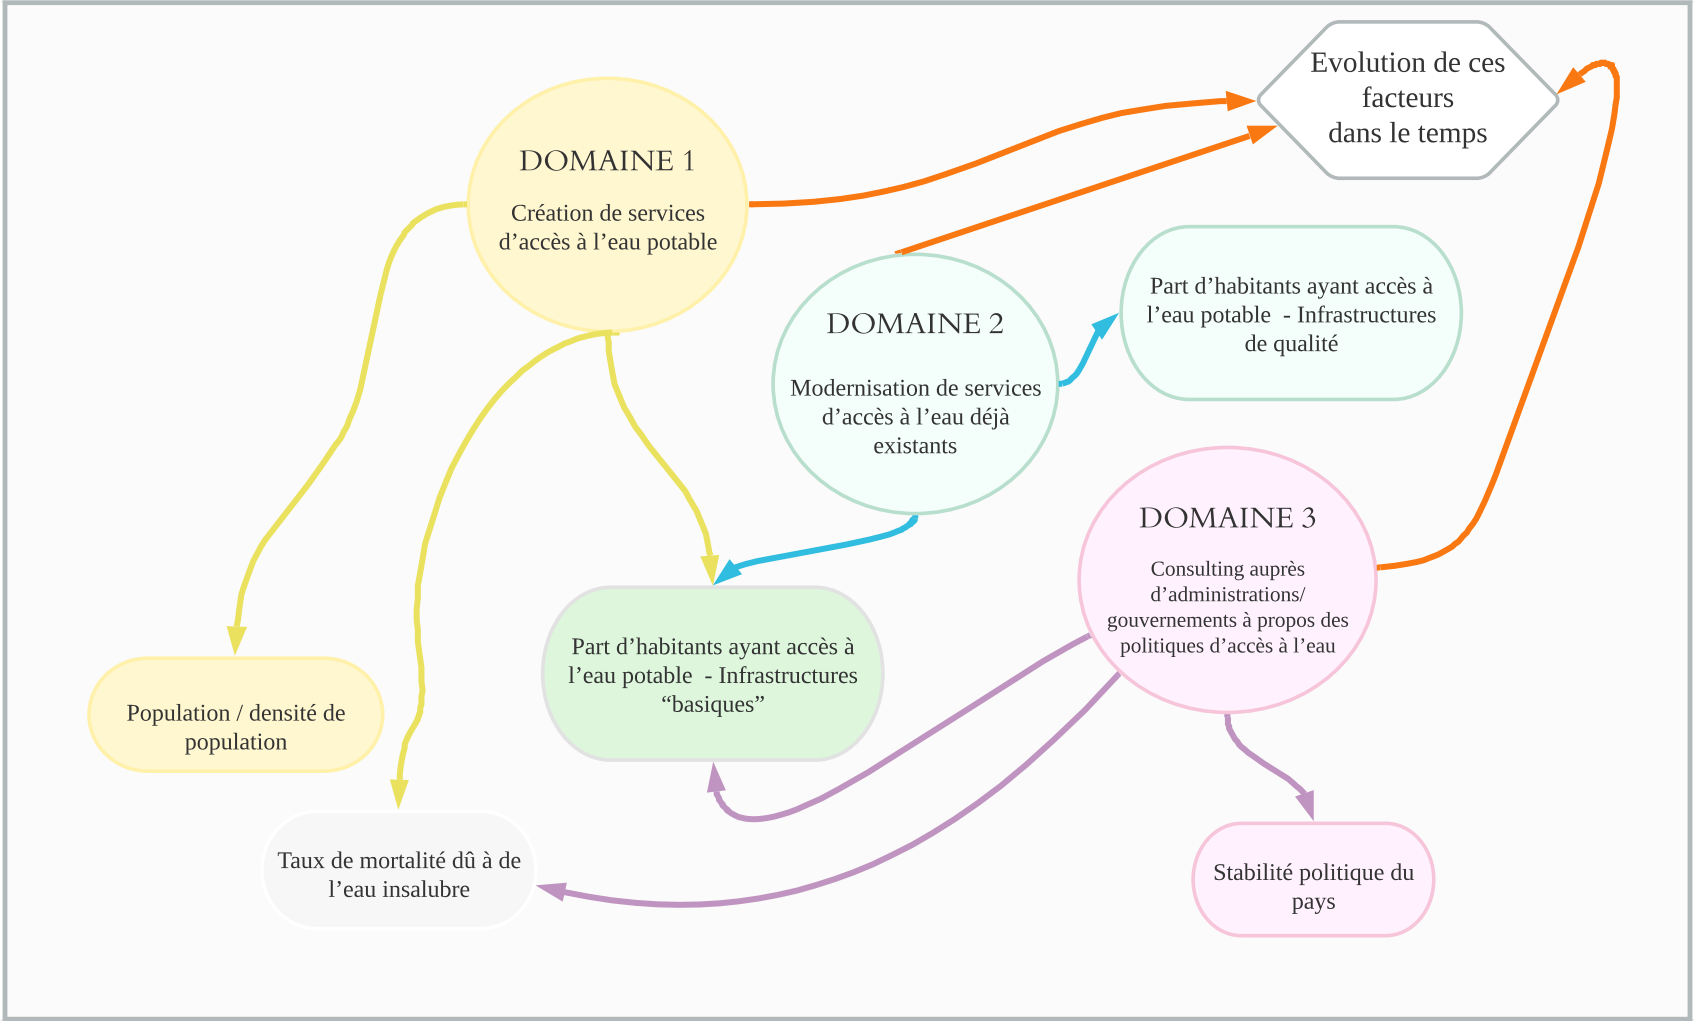 Evolution de ces
facteurs
dans le temps
DOMAINE 1
Création de services
d’accès à l’eau potable
DOMAINE 2
Modernisation de services
d’accès à l’eau déjà
existants
Part d’habitants ayant accès à
l’eau potable  - Infrastructures
de qualité
DOMAINE 3
Consulting auprès
d’administrations/
gouvernements à propos des
politiques d’accès à l’eau
Part d’habitants ayant accès à
l’eau potable  - Infrastructures
“basiques”
Population / densité de
population
Taux de mortalité dû à de
l’eau insalubre
Stabilité politique du
pays